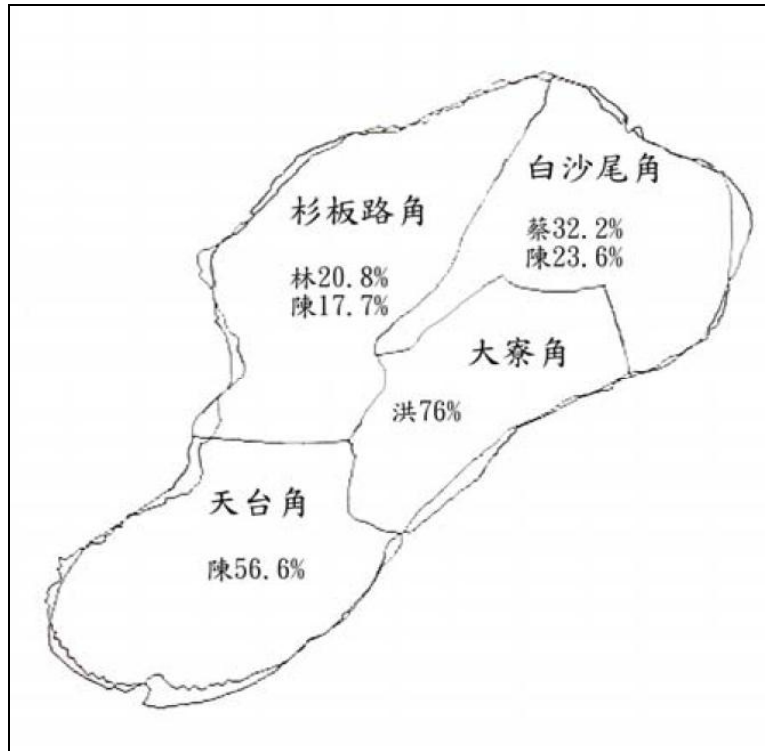 白沙尾角
蔡32.2%
陳23.6%
杉板路角
林20.8%
陳17.7%
大寮角
洪76%
天台角
陳56.6%